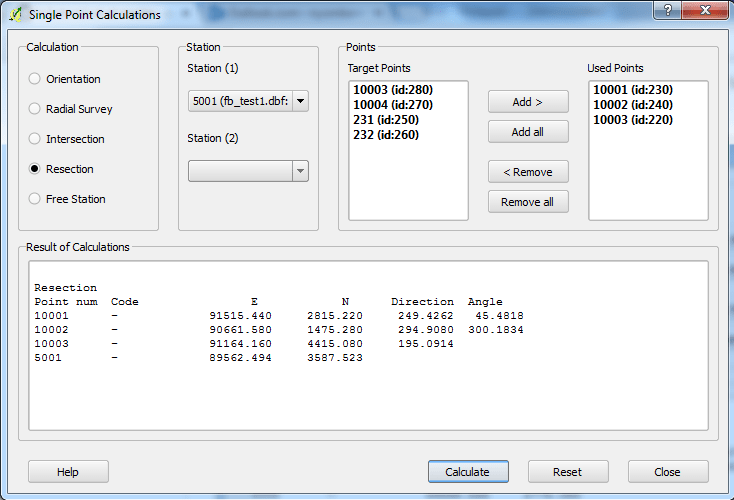 Single Point Calculations
Calculation
Orientation
Radial Survey
Intersection
Resection
Free Station
Station
Station (1)
5001 (fb_test1.dbf:
Station (2)
Points
Target Points
10003 (id:280)
10004 (id:270)
231 (id:250)
232 (id:260)
Add >
Add all
< Remove
Remove all
Used Points
10001 (id:230)
10002 (id:240)
10003 (id:220)
Result of Calculations
Resection
Point num Code E N Direction Angle
10001 - 91515.440 2815.220 249.4262 45.4818
10002 - 90661.580 1475.280 294.9080 300.1834
10003 - 91164.160 4415.080 195.0914
5001 - 89562.494 3587.523
Help
Calculate
Reset
Close